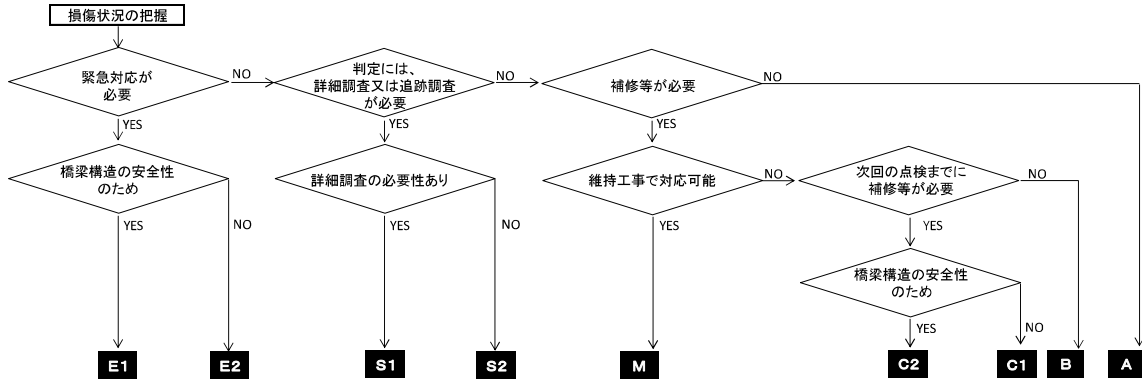 損傷状況の把握
緊急対応が
必要
NO
判定には、
詳細調査又は追跡調査
が必要
NO
補修等が必要
NO
YES
YES
YES
橋梁構造の安全性
のため
詳細調査の必要性あり
維持工事で対応可能
NO
次回の点検までに
補修等が必要
NO
YES
NO
YES
NO
YES
YES
橋梁構造の安全性
のため
YES
NO
E1
E2
S1
S2
M
C2
C1
B
A